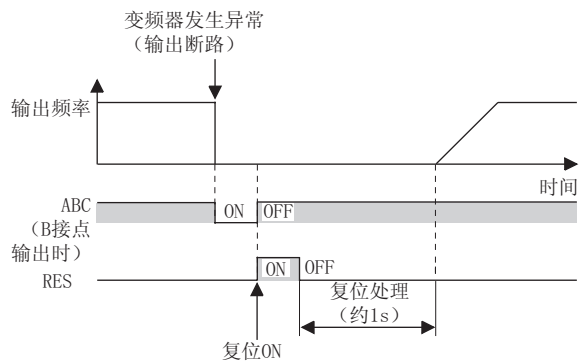 变频器发生异常
（输出断路）
输出频率
时间
ABC
（B接点
输出时）
ON
OFF
RES
ON
OFF
复位处理
（约1s）
复位ON